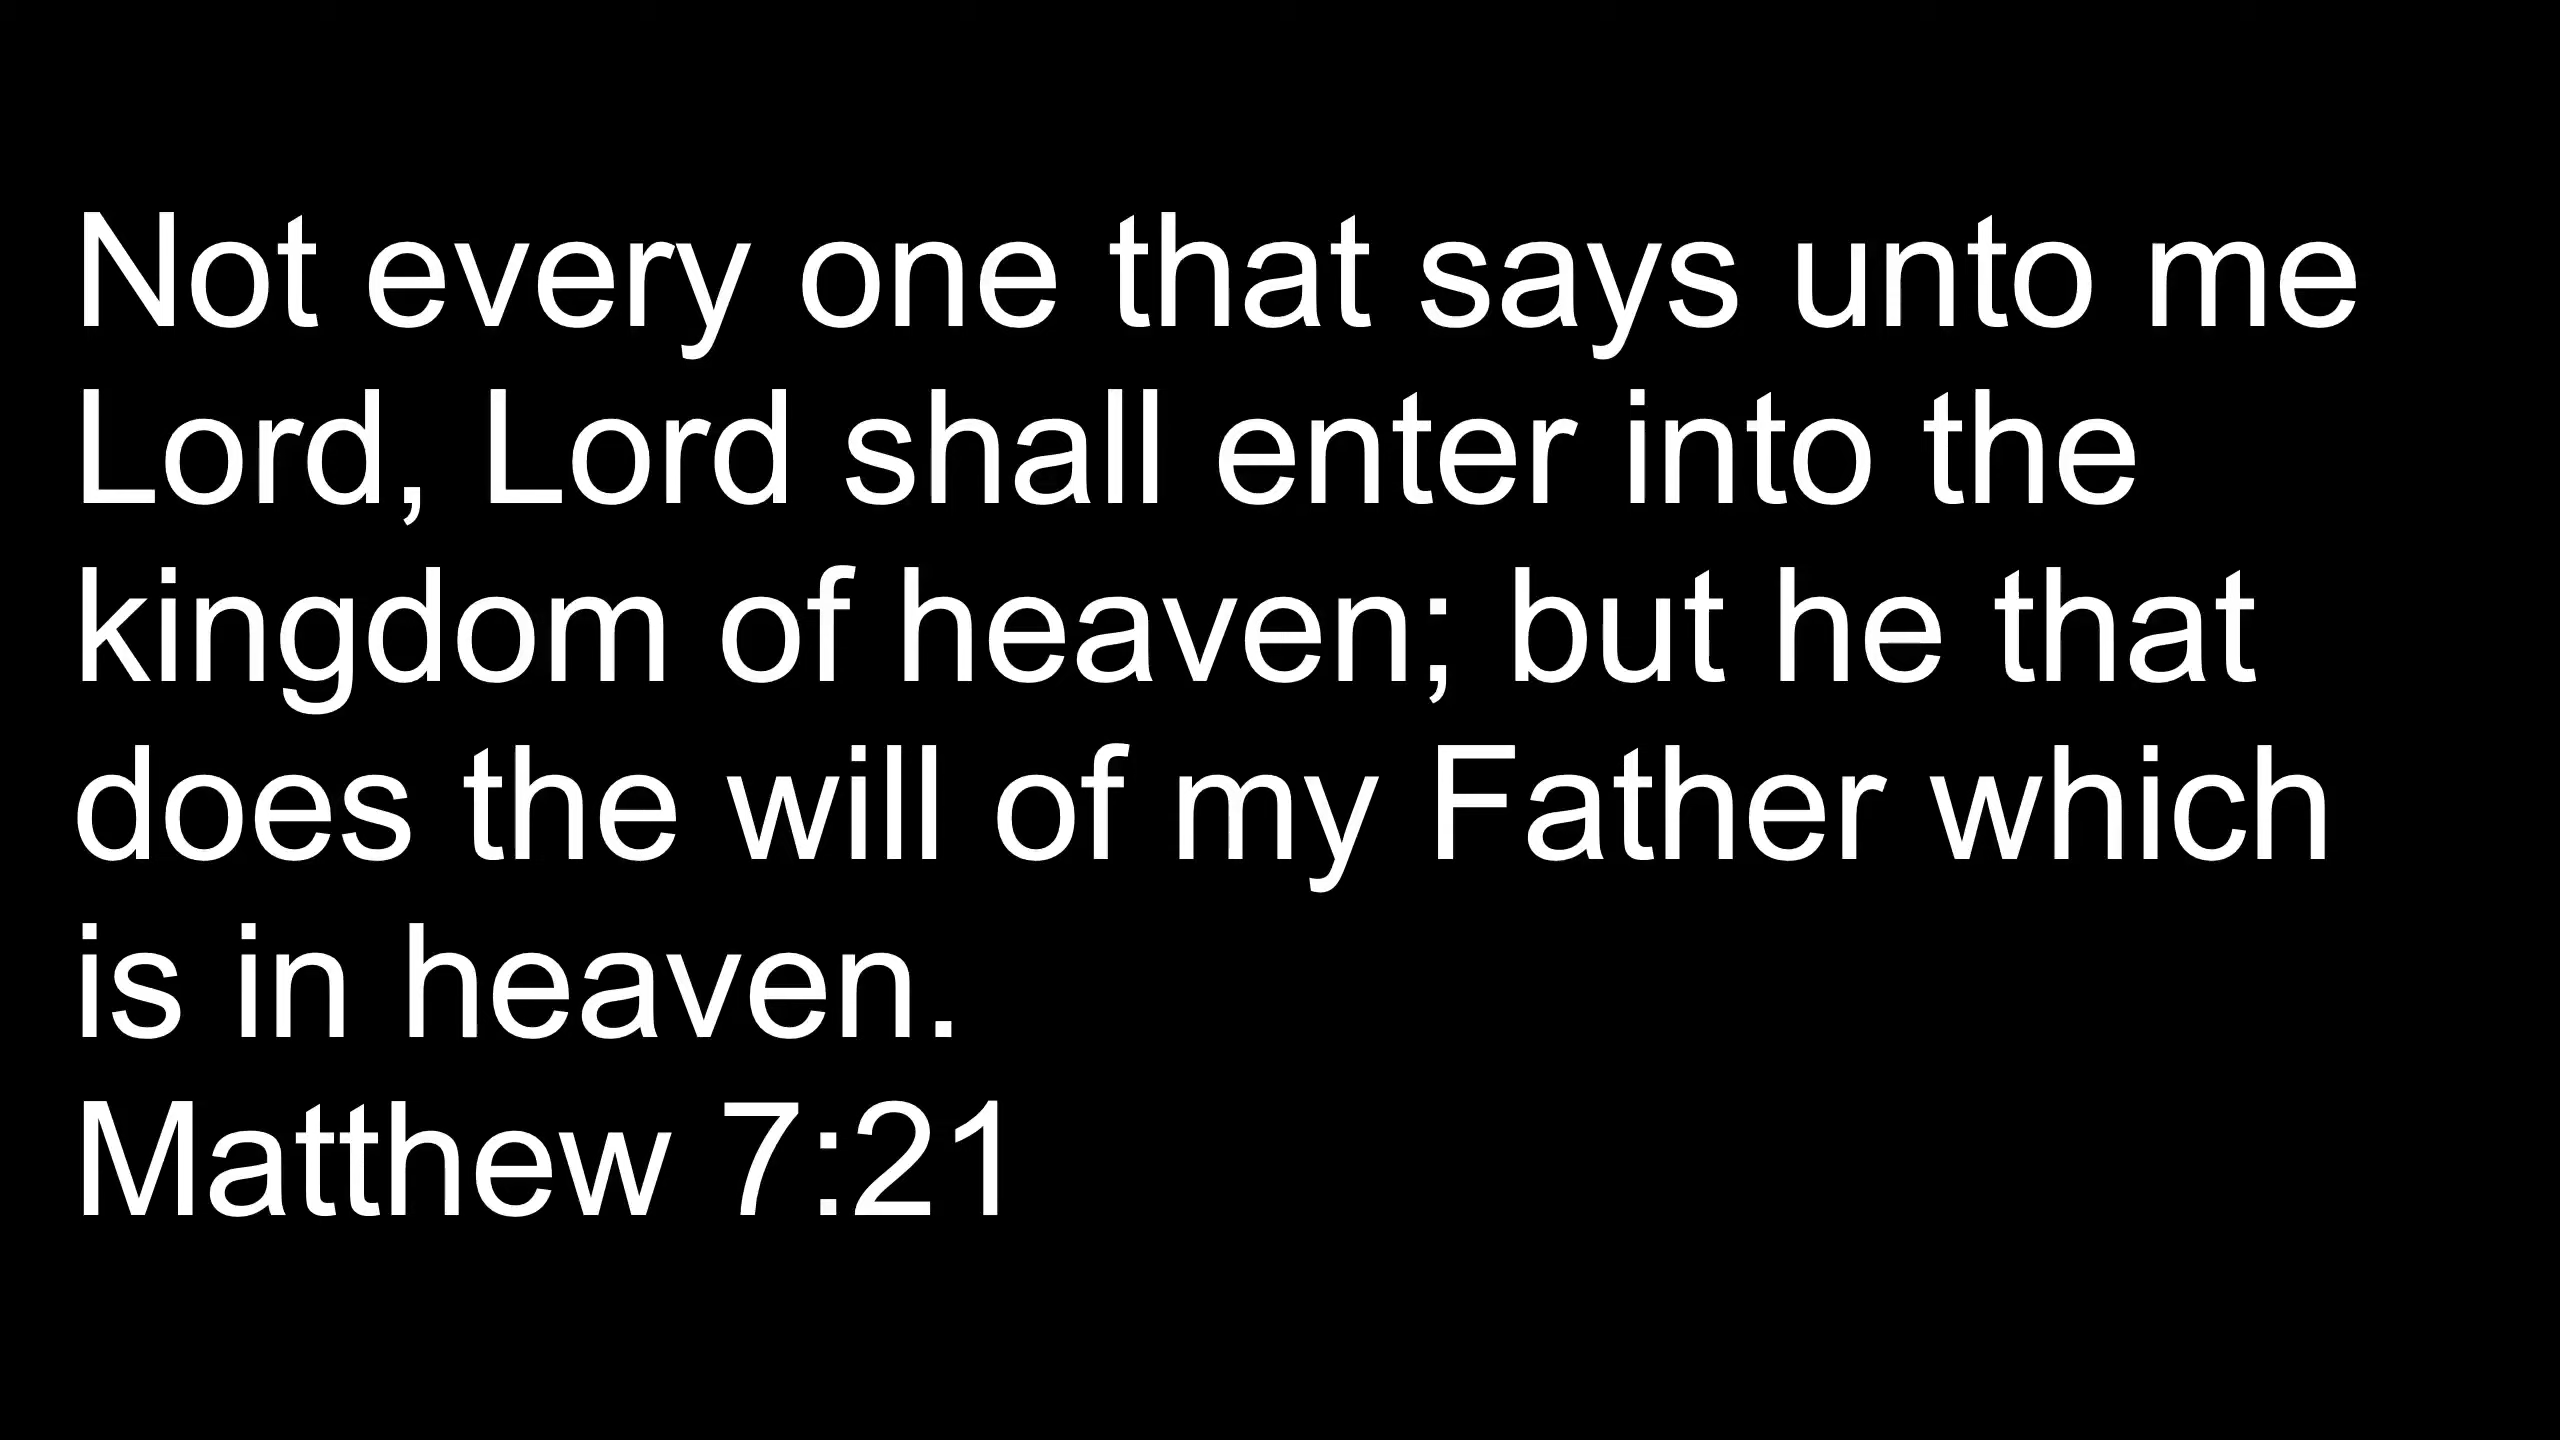 Not every one that says unto me
Lord, Lord shall enter into the
kingdom of heaven; but he that
does the will of my Father which
is in heaven.
Matthew 7:21